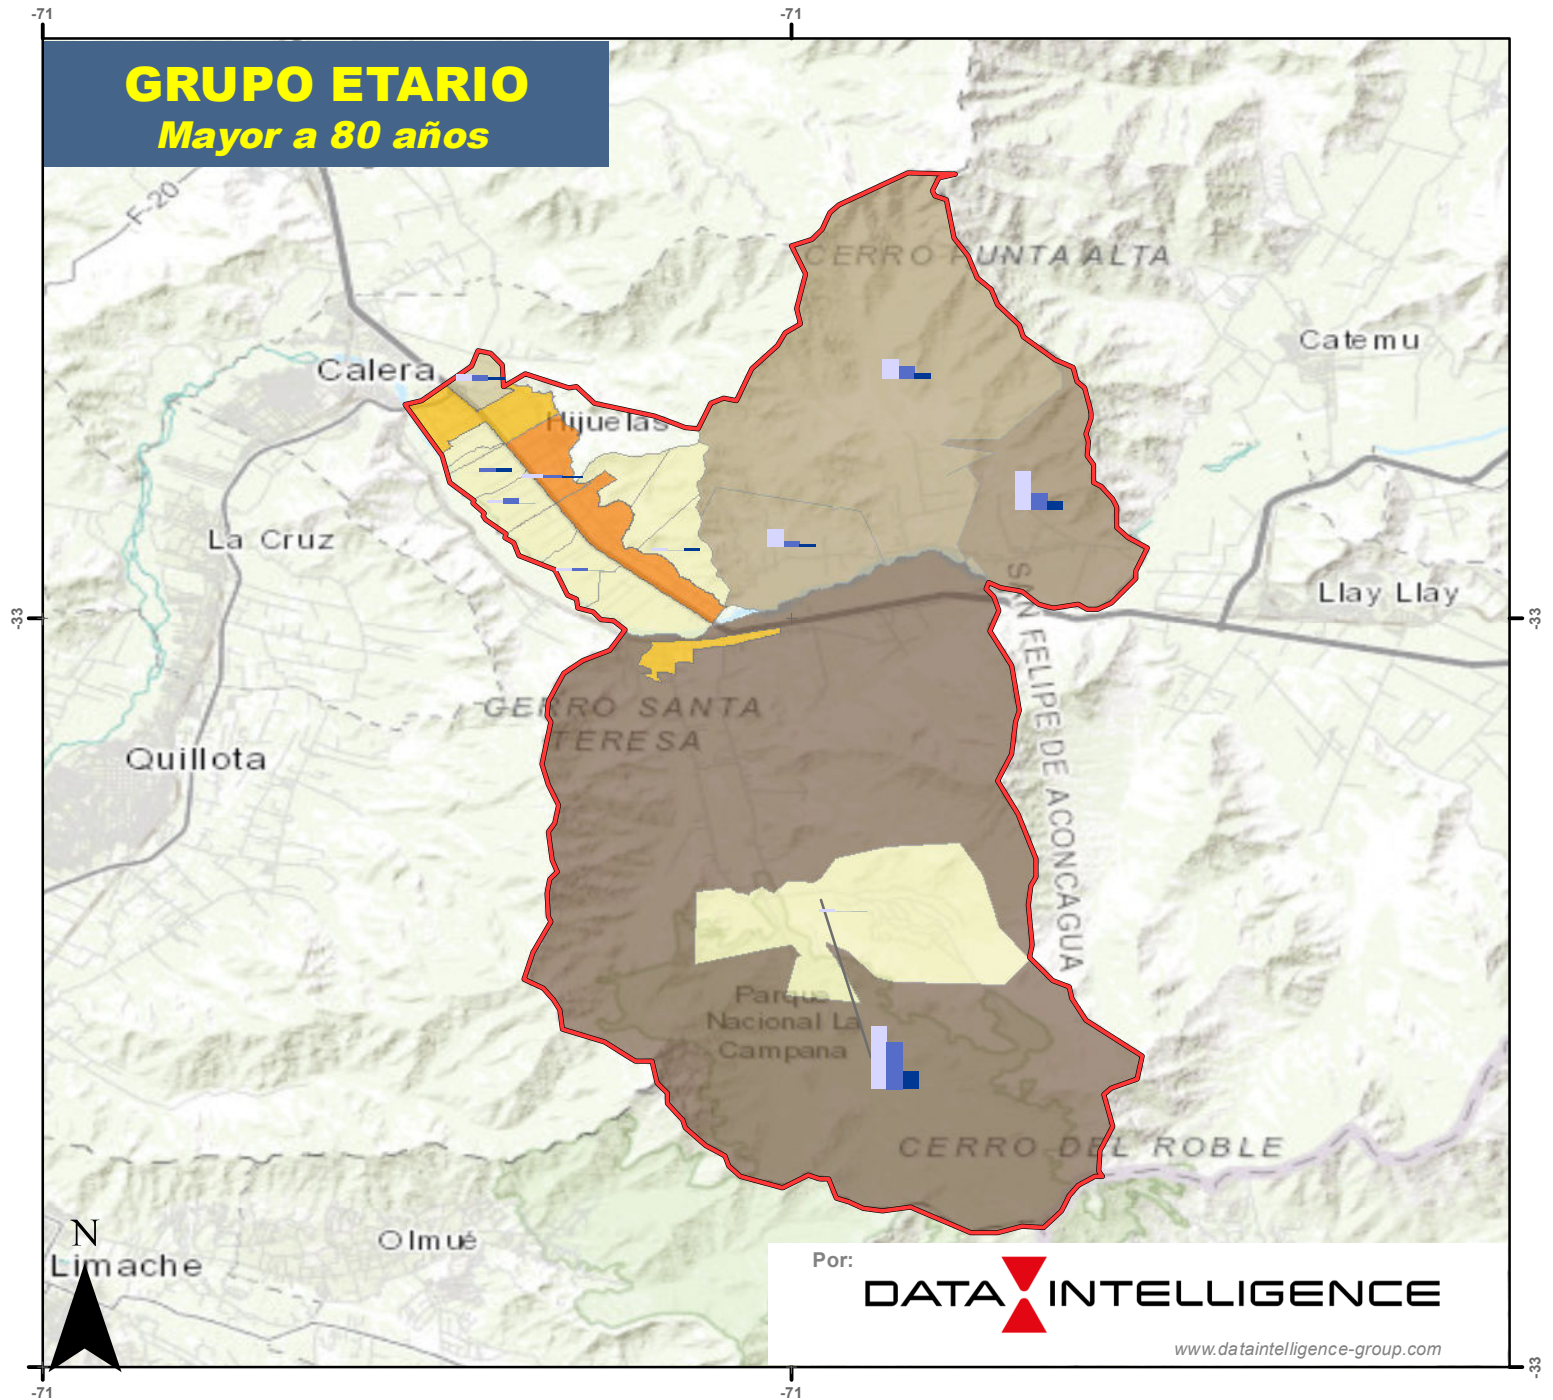 -71
-71
GRUPO ETARIO
Mayor a 80 años
F-20
CERRO PUNTA ALTA
Catemu
Calera
Hijuelas
La Cruz
Llay Llay
-33
-33
SAN FELIPE DE ACONCAGUA
CERRO SANTA
TERESA
Quillota
Parque
Nacional La
Campana
CERRO DEL ROBLE
N
Olmué
Limache
Por:
DATA INTELLIGENCE
www.dataintelligence-group.com
-33
-71
-71